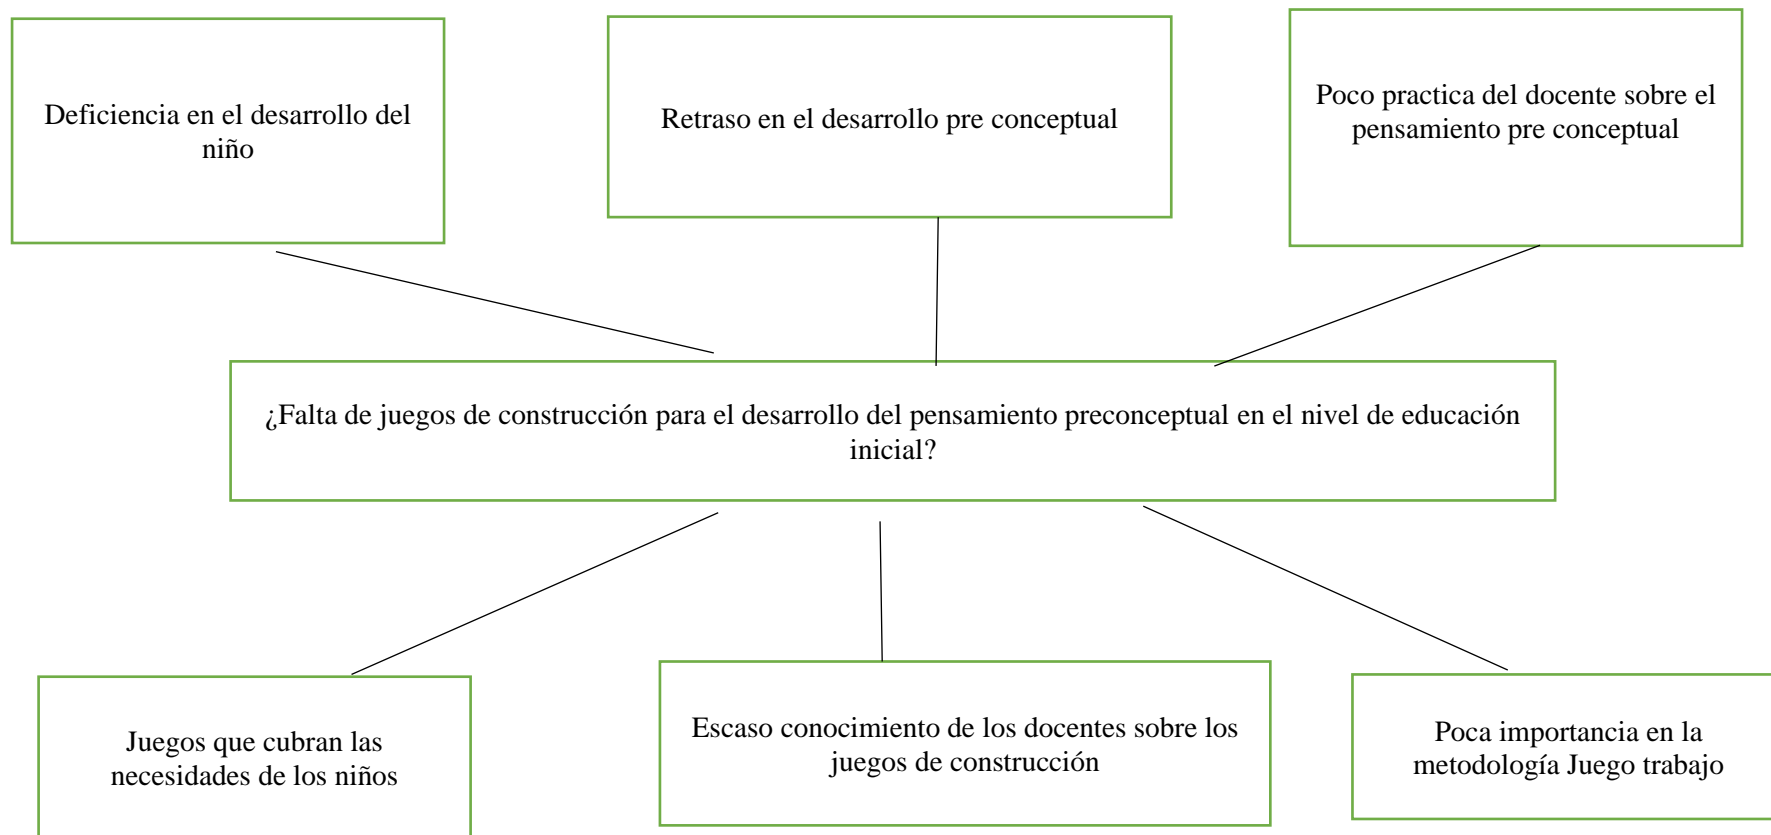 Deficiencia en el desarrollo del
niño
Retraso en el desarrollo pre conceptual
Poco practica del docente sobre el
pensamiento pre conceptual
¿Falta de juegos de construcción para el desarrollo del pensamiento preconceptual en el nivel de educación
inicial?
Juegos que cubran las
necesidades de los niños
Escaso conocimiento de los docentes sobre los
juegos de construcción
Poca importancia en la
metodología Juego trabajo